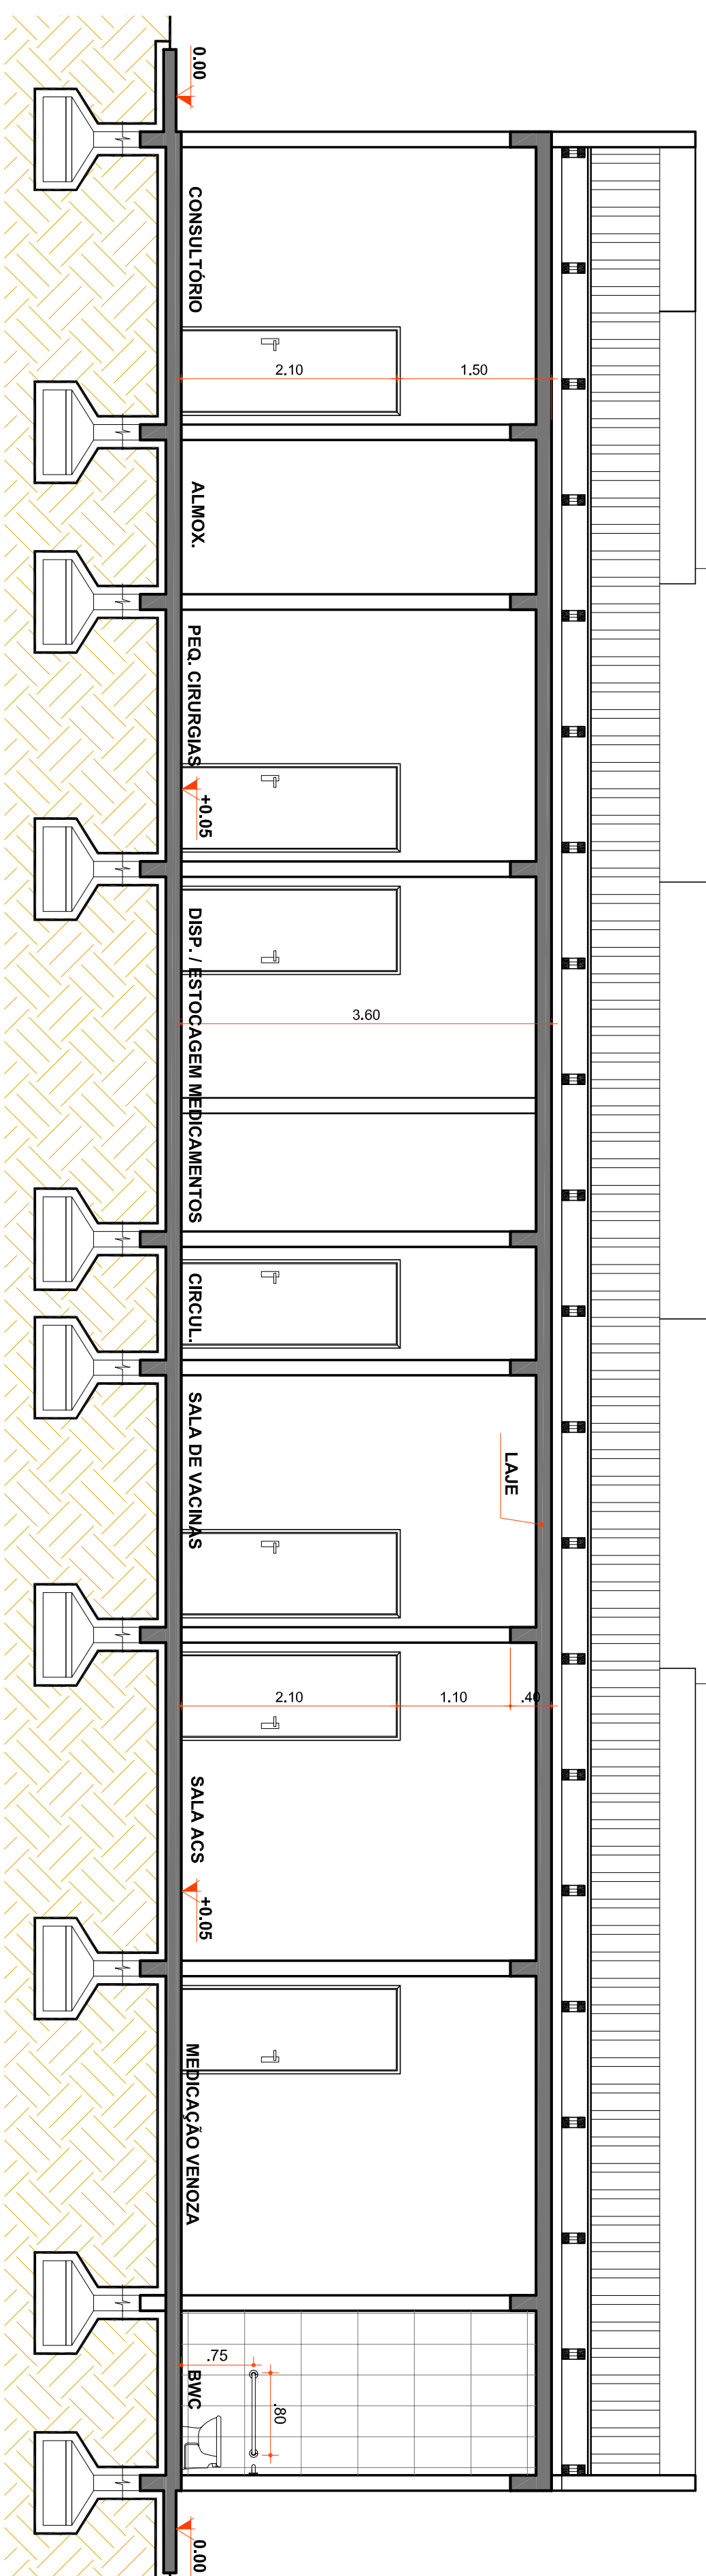 0.00
CONSULTÓRIO
2.10
1.50
ALMOX.
PEQ. CIRURGIAS
+0.05
DISP. / ESTOCAGEM MEDICAMENTOS
3.60
CIRCUL.
SALA DE VACINAS
LAJE
2.10
1.10
.40
SALA ACS
+0.05
MEDICAÇÃO VENOZA
.75
BWC
.80
0.00